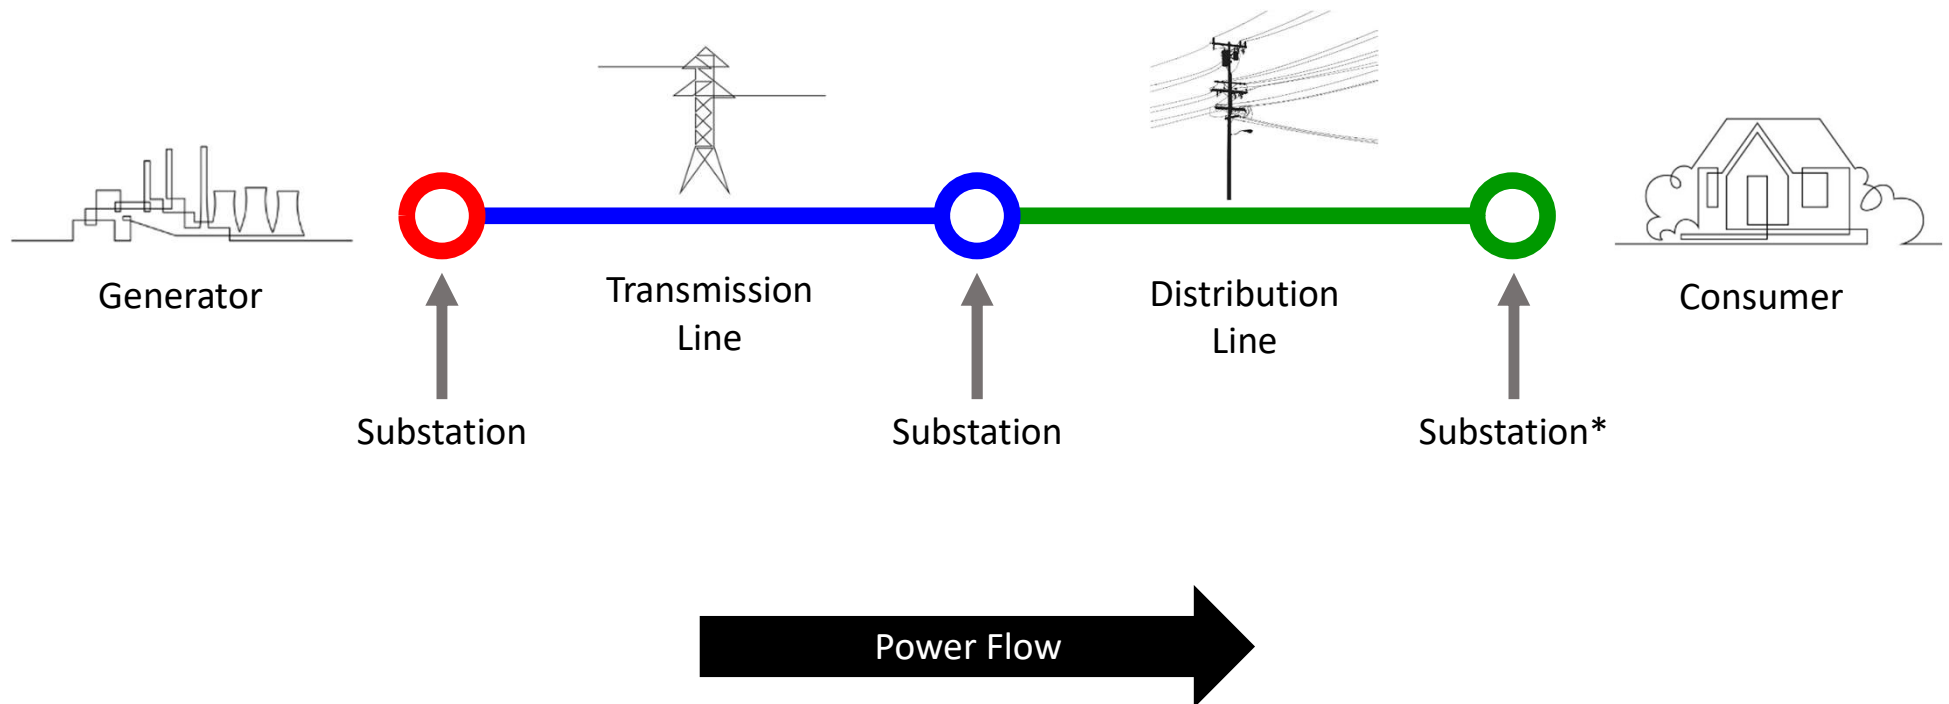 Generator
Transmission
Line
Distribution
Line
Consumer
Substation
Substation
Substation*
Power Flow